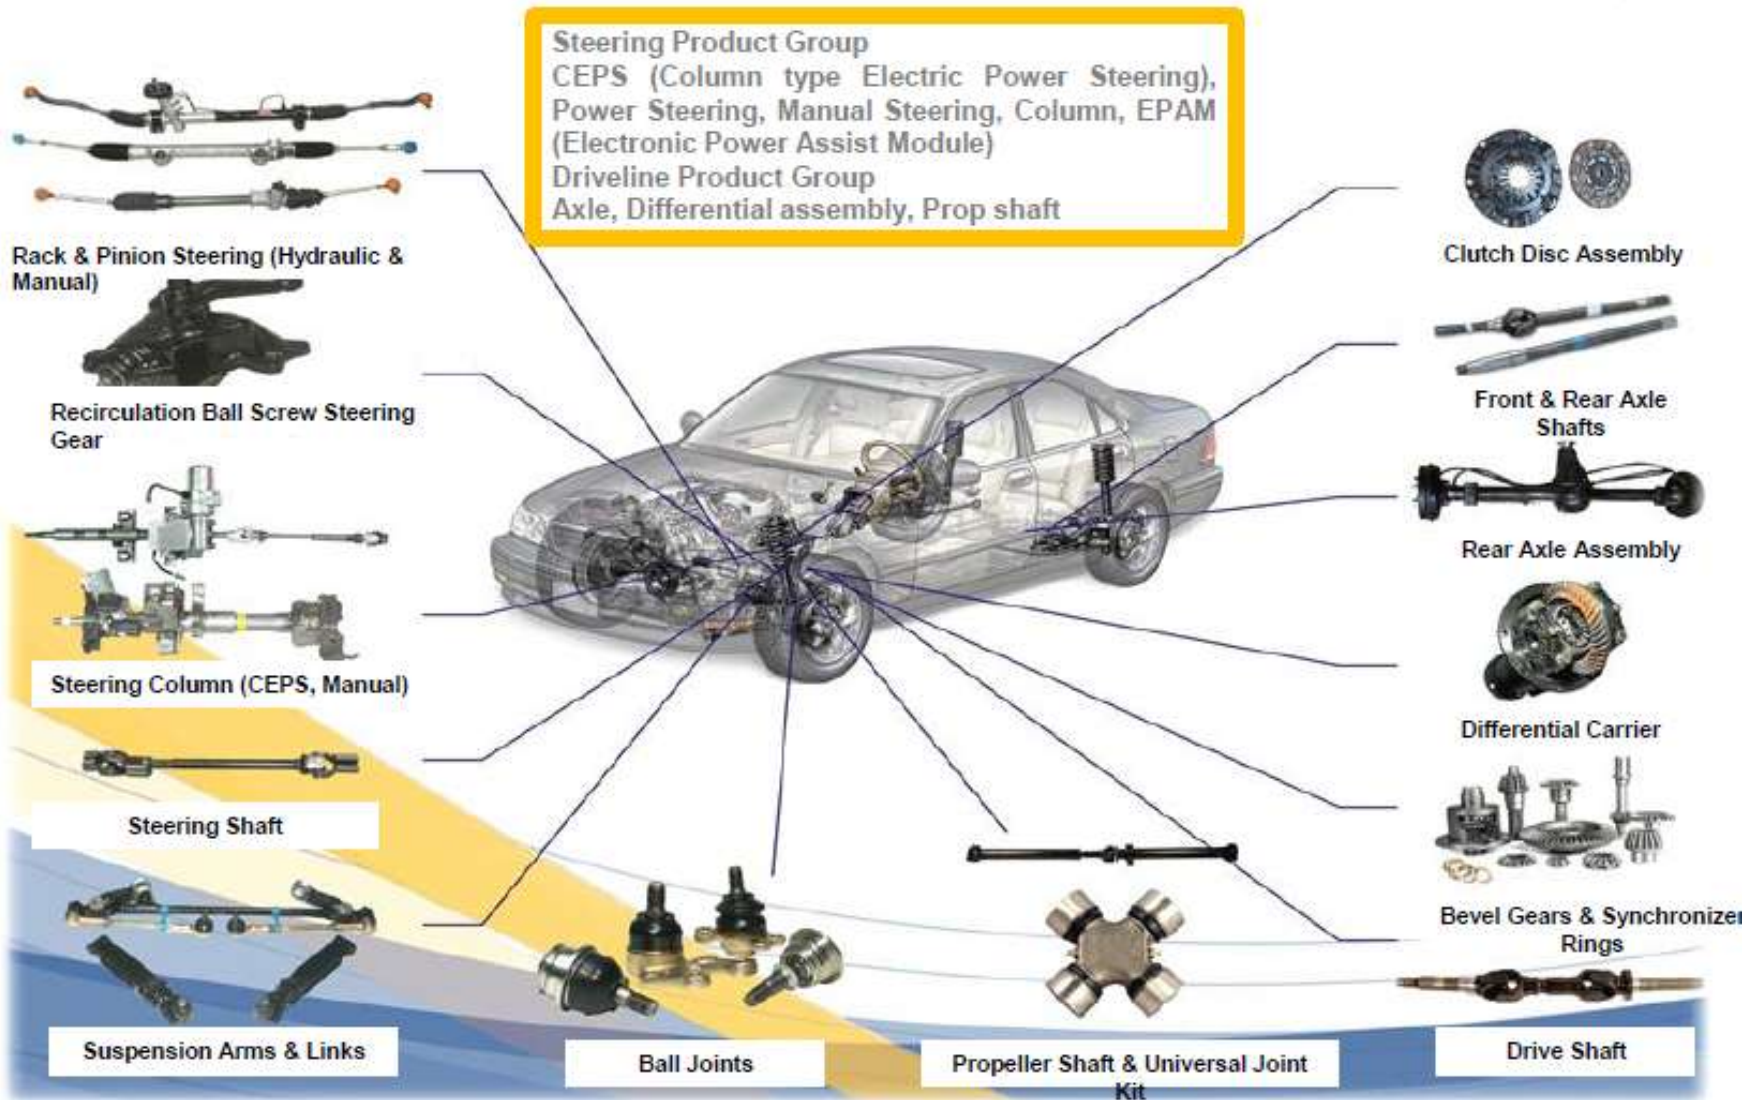 Steering Product Group
CEPS (Column type Electric Power Steering),
Power Steering, Manual Steering, Column, EPAM
(Electronic Power Assist Module)
Driveline Product Group
Axle, Differential assembly, Prop shaft
Rack & Pinion Steering (Hydraulic &
Manual)
Recirculation Ball Screw Steering
Gear
Steering Column (CEPS, Manual)
Steering Shaft
Suspension Arms & Links
Ball Joints
Propeller Shaft & Universal Joint
Kit
Clutch Disc Assembly
Front & Rear Axle
Shafts
Rear Axle Assembly
Differential Carrier
Bevel Gears & Synchronizer
Rings
Drive Shaft